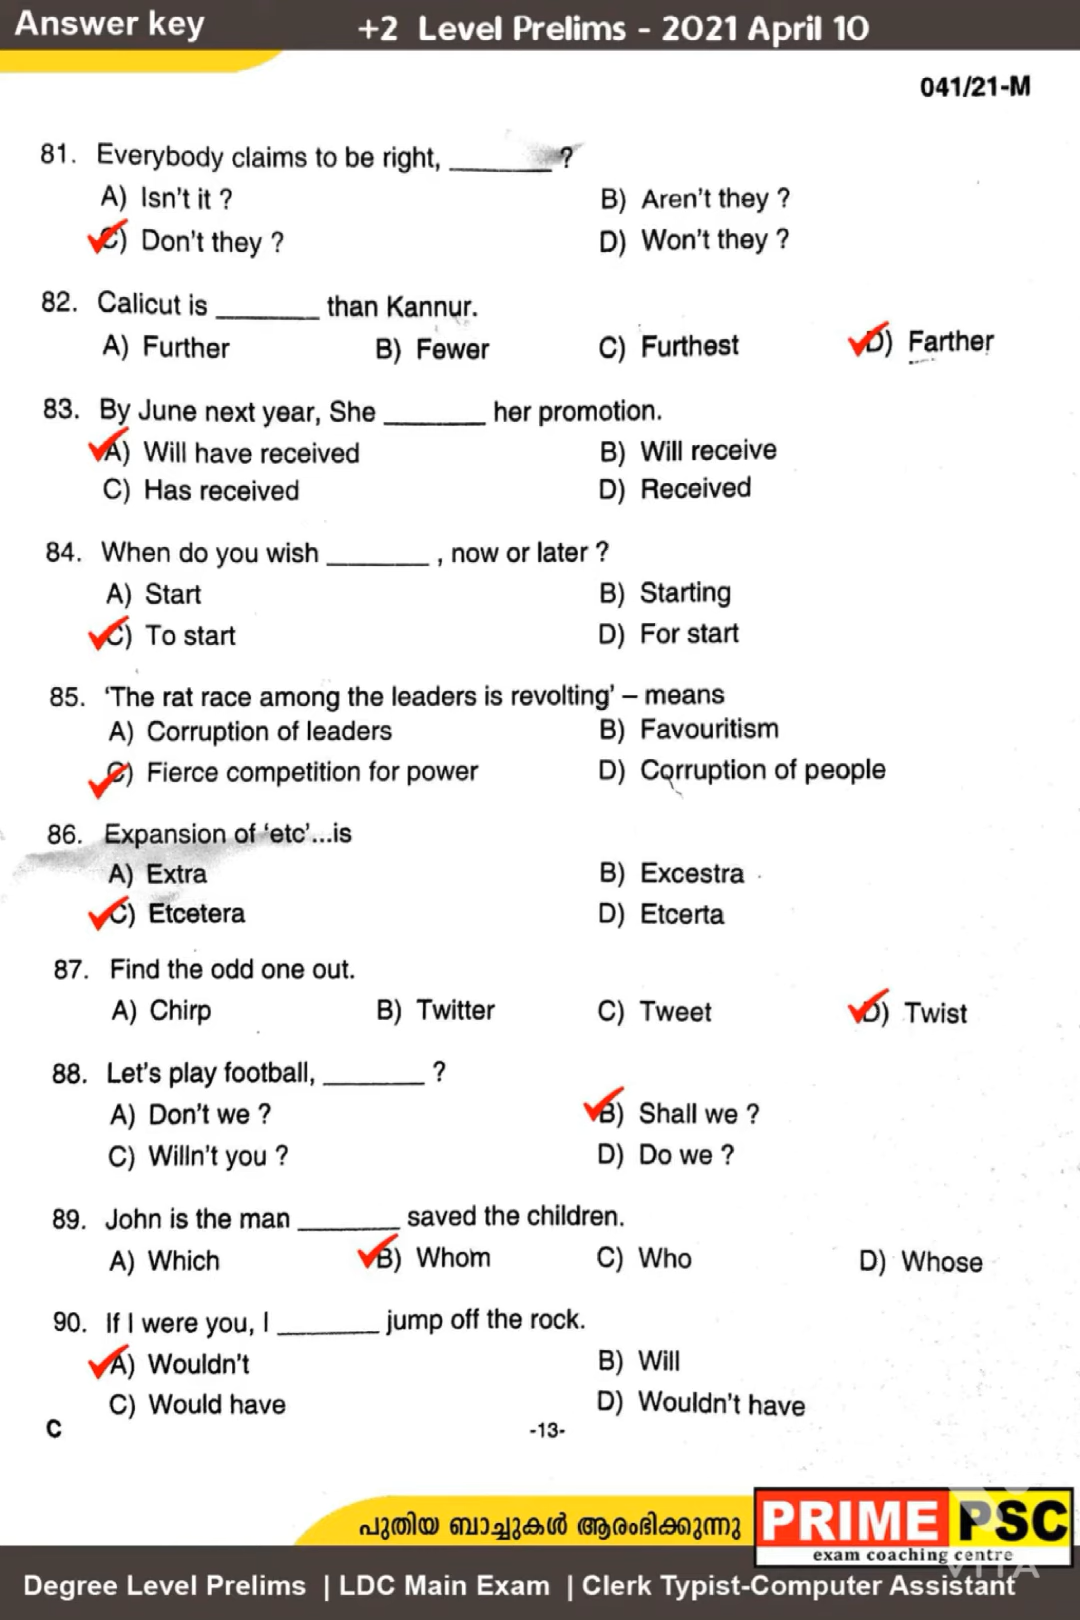 Answer key
+2 Level Prelims - 2021 April 10
041/21-M
81. Everybody claims to be right, ________ ?
A) Isn't it ? B) Aren't they ?
C) Don't they ? D) Won't they ?
82. Calicut is ________ than Kannur.
A) Further B) Fewer C) Furthest D) Farther
83. By June next year, She ________ her promotion.
A) Will have received B) Will receive
C) Has received D) Received
84. When do you wish ________ , now or later ?
A) Start B) Starting
C) To start D) For start
85. 'The rat race among the leaders is revolting' – means
A) Corruption of leaders B) Favouritism
C) Fierce competition for power D) Corruption of people
86. Expansion of 'etc'...is
A) Extra B) Excestra
C) Etcetera D) Etcerta
87. Find the odd one out.
A) Chirp B) Twitter C) Tweet D) Twist
88. Let's play football, ________ ?
A) Don't we ? B) Shall we ?
C) Willn't you ? D) Do we ?
89. John is the man ________ saved the children.
A) Which B) Whom C) Who D) Whose
90. If I were you, I ________ jump off the rock.
A) Wouldn't B) Will
C) Would have D) Wouldn't have
C -13-
പുതിയ ബാച്ചുകൾ ആരംഭിക്കുന്നു
PRIME PSC
exam coaching centre
VITA
Degree Level Prelims | LDC Main Exam | Clerk Typist-Computer Assistant